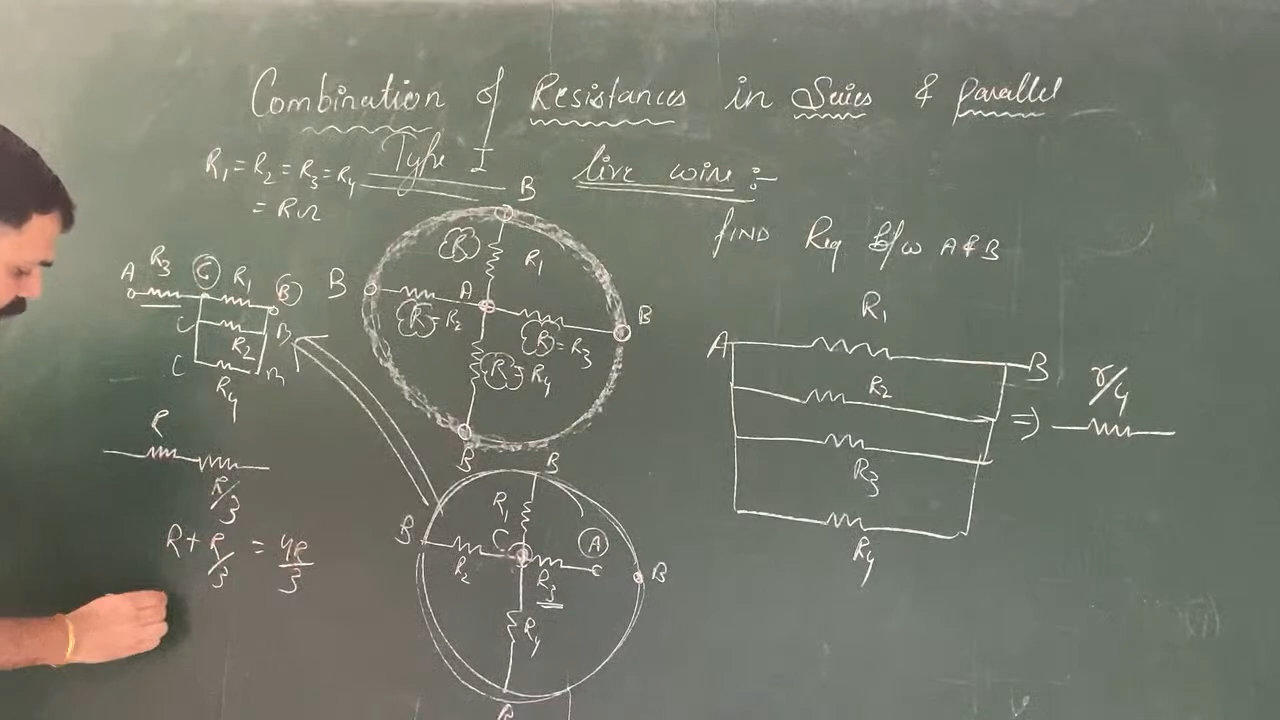 Combination of Resistances in Series & parallel
Type I live wire :-
R1 = R2 = R3 = R4
= RΩ
FIND Req b/w A & B
B
R
R1
B
A
B
R = R2
R = R3
R = R4
B
A R3 C R1 B
C B
R2
C B
R4
R
R/3
R + R/3 = 4R/3
B
R1
B C A
R2 R3 B
R4
B
R1
A B
R2
R3
R4
=> r/4